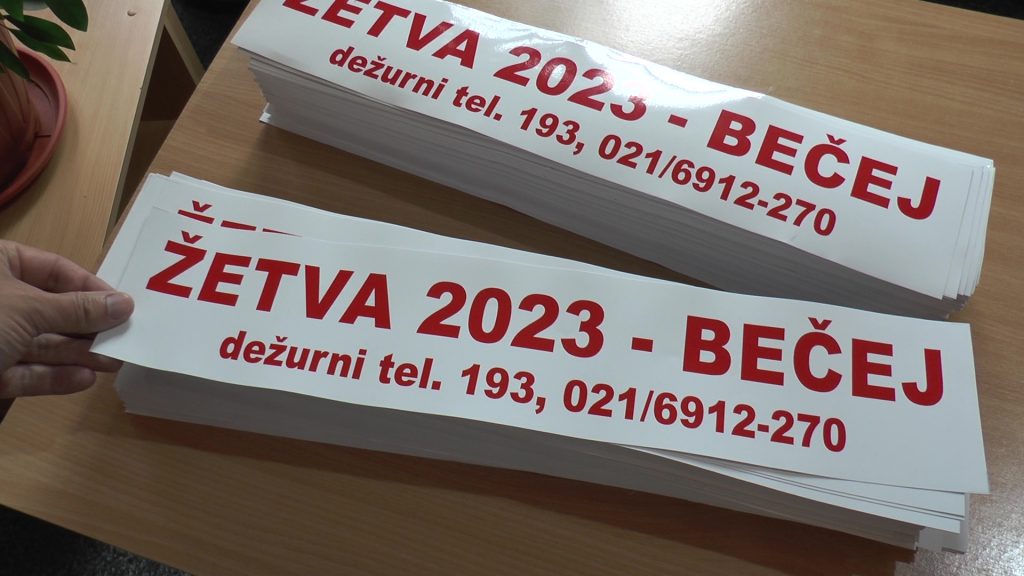 ŽETVA 2023 - BEČEJ
dežurni tel. 193, 021/6912-270
ŽETVA 2023 - BEČEJ
dežurni tel. 193, 021/6912-270